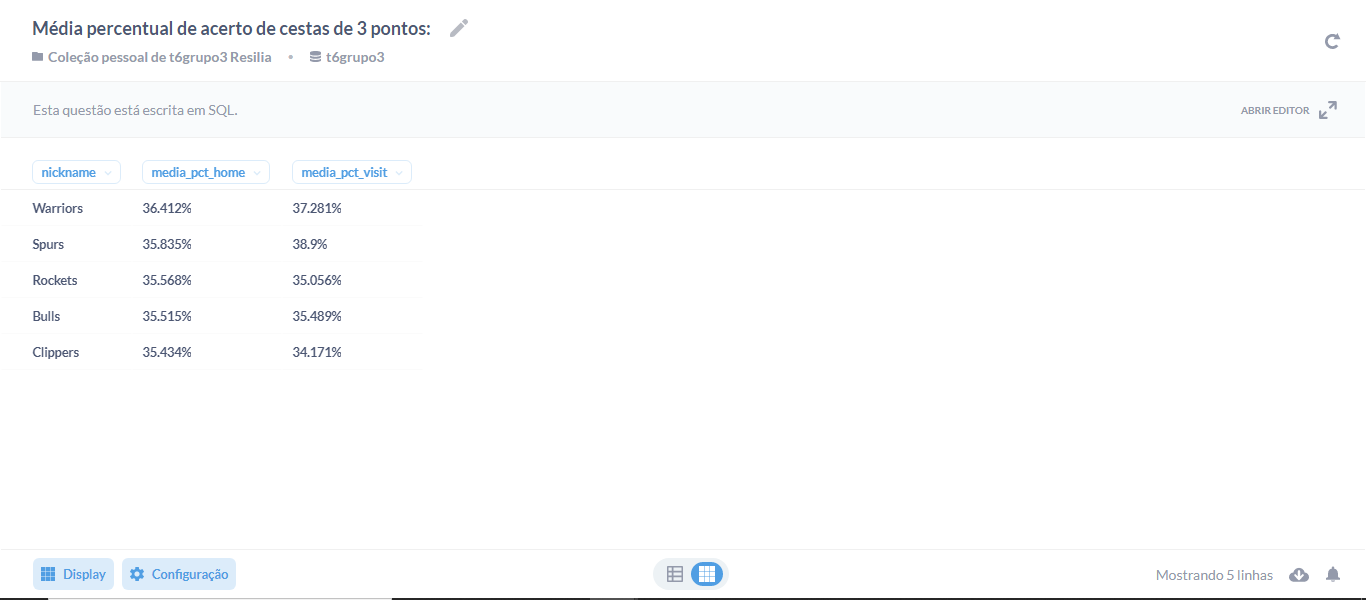 Média percentual de acerto de cestas de 3 pontos:
Coleção pessoal de t6grupo3 Resilia • t6grupo3
Esta questão está escrita em SQL.
ABRIR EDITOR
nickname media_pct_home media_pct_visit
Warriors 36.412% 37.281%
Spurs 35.835% 38.9%
Rockets 35.568% 35.056%
Bulls 35.515% 35.489%
Clippers 35.434% 34.171%
Display Configuração Mostrando 5 linhas